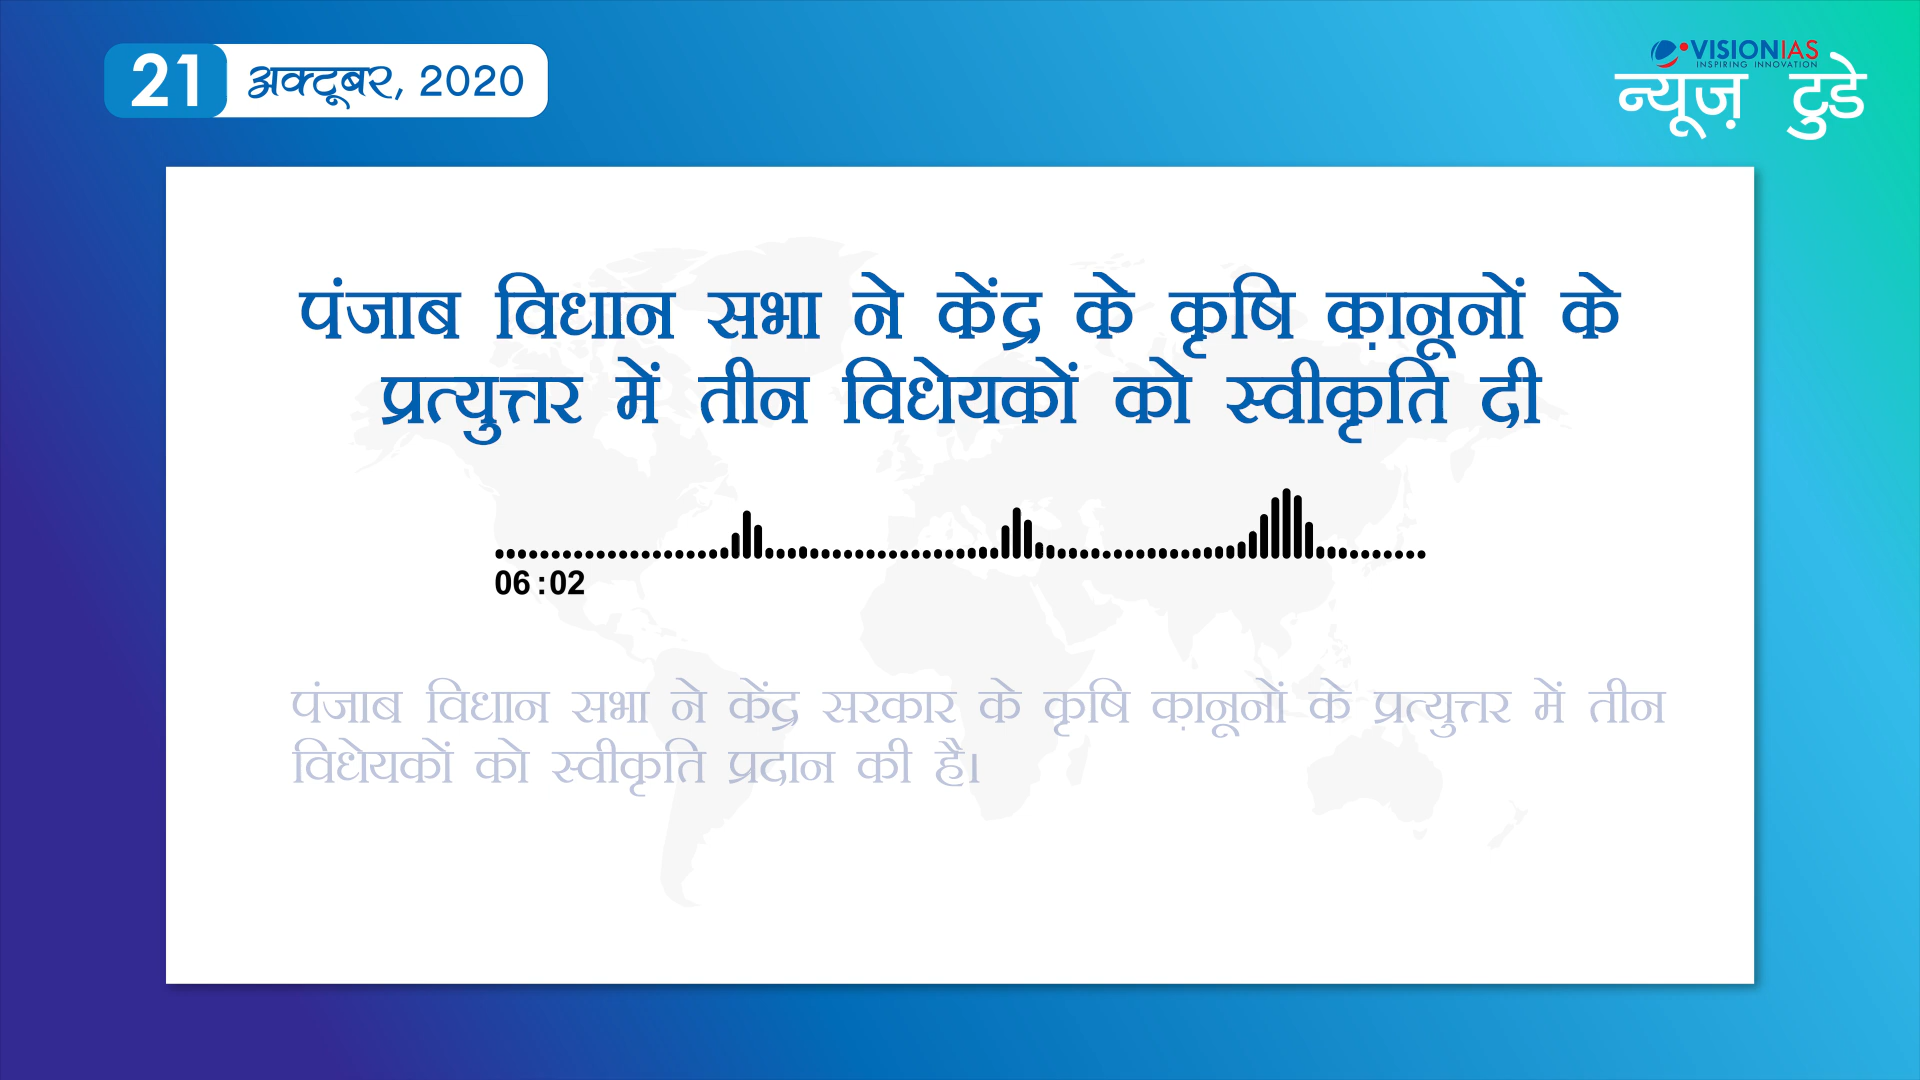 21 अक्टूबर, 2020
VISIONIAS
INSPIRING INNOVATION
न्यूज़ टुडे
पंजाब विधान सभा ने केंद्र के कृषि क़ानूनों के
प्रत्युत्तर में तीन विधेयकों को स्वीकृति दी
06:02
पंजाब विधान सभा ने केंद्र सरकार के कृषि क़ानूनों के प्रत्युत्तर में तीन
विधेयकों को स्वीकृति प्रदान की है।